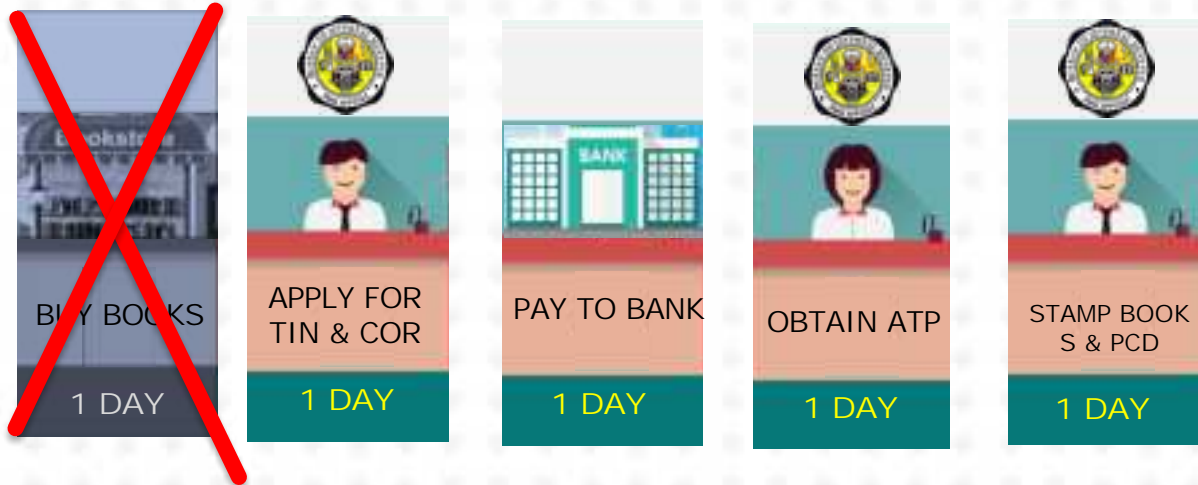 Bookstore
BUY BOOKS
1 DAY
APPLY FOR
TIN & COR
1 DAY
BANK
PAY TO BANK
1 DAY
OBTAIN ATP
1 DAY
STAMP BOOK
S & PCD
1 DAY